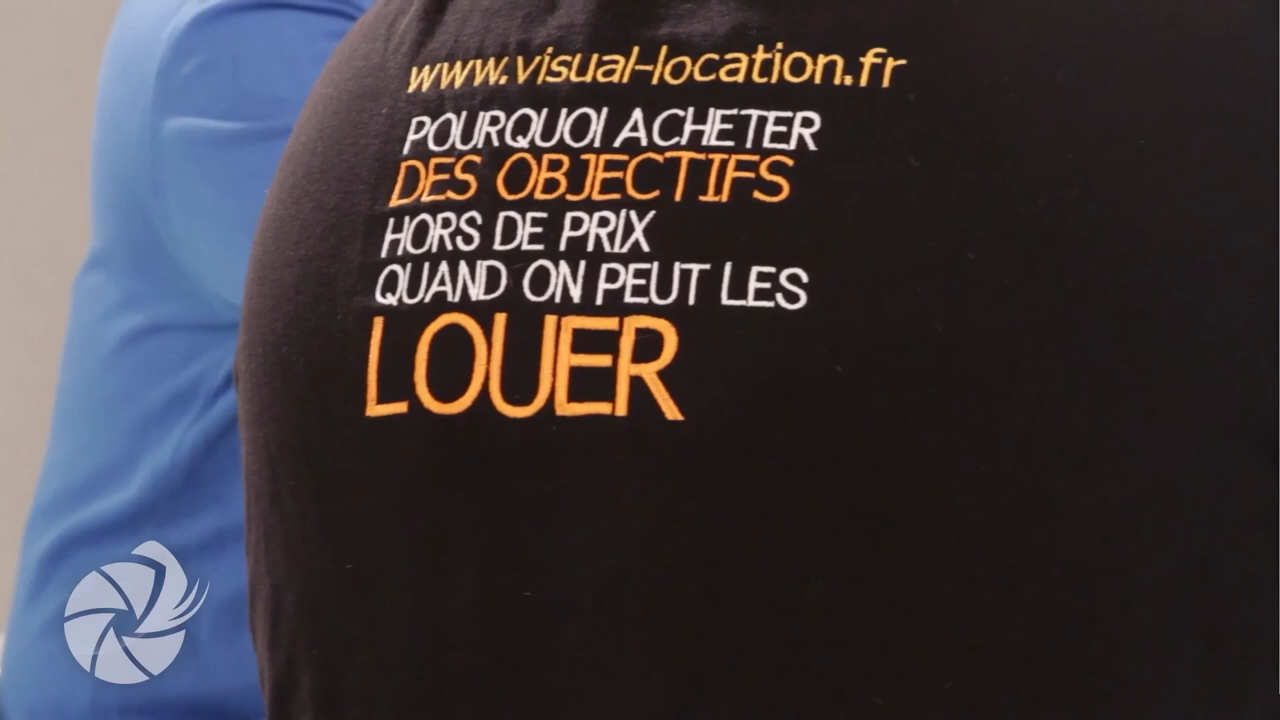 www.visual-location.fr
POURQUOI ACHETER
DES OBJECTIFS
HORS DE PRIX
QUAND ON PEUT LES
LOUER